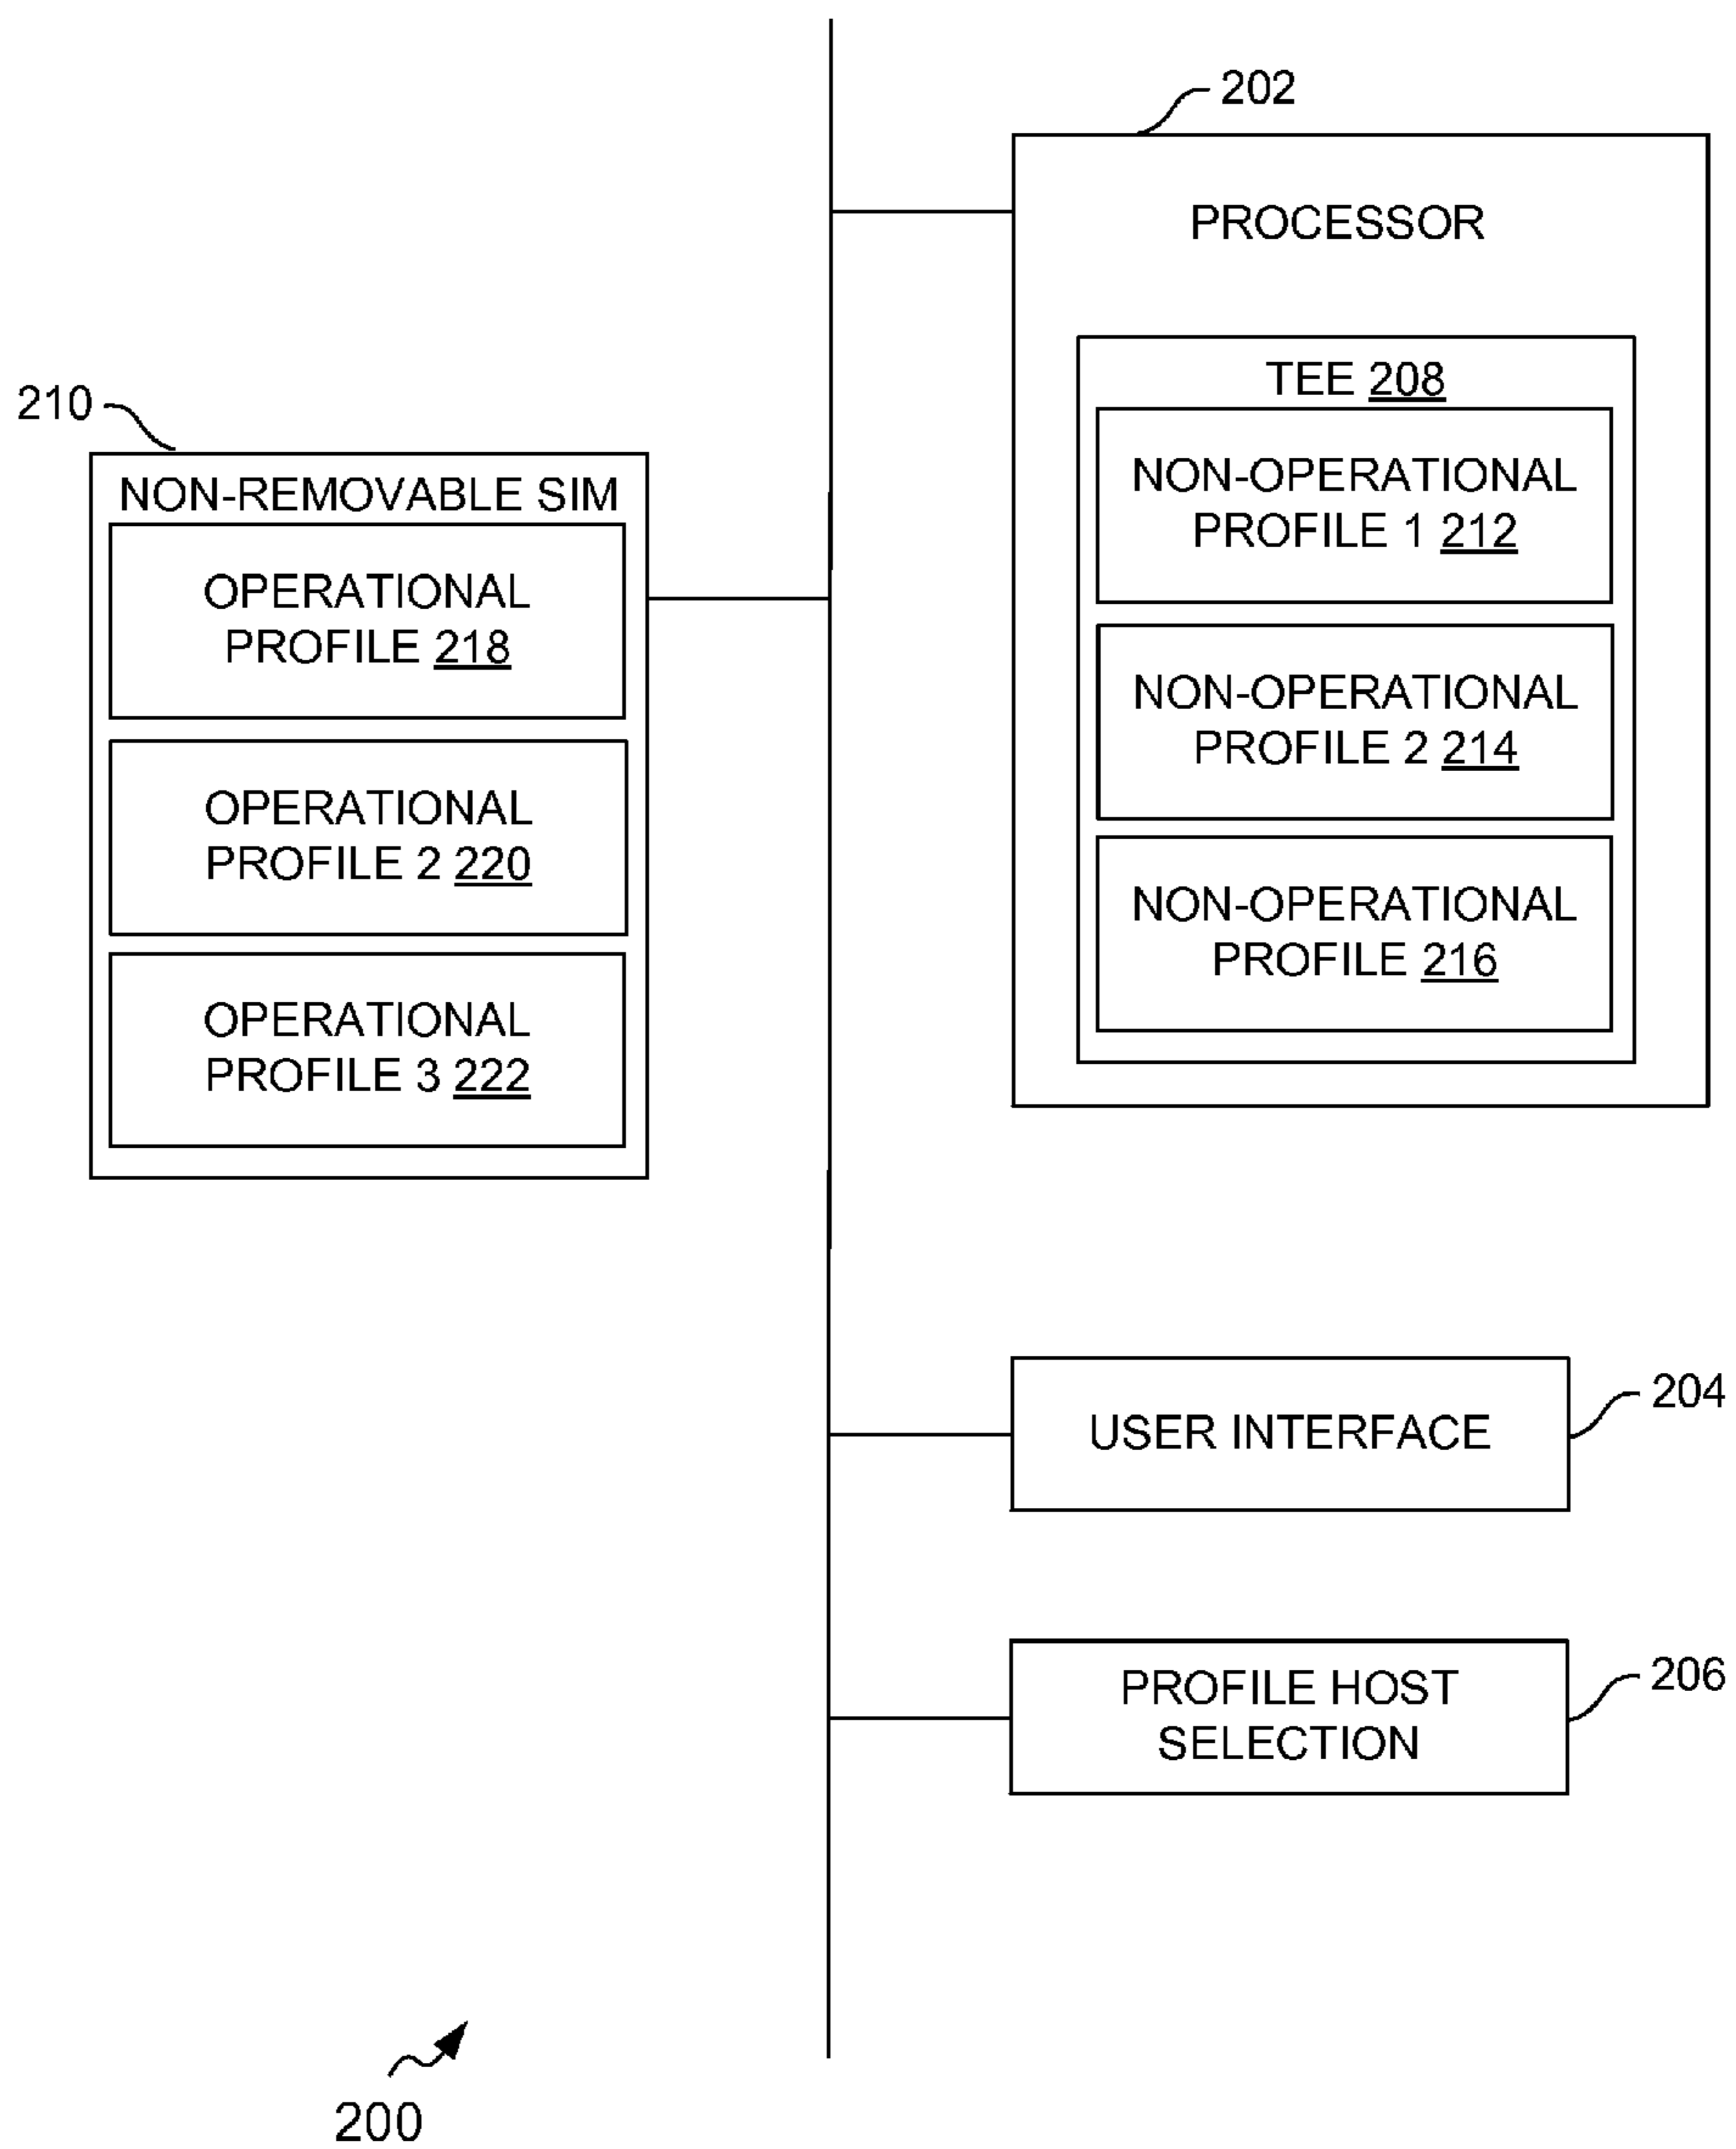 202
PROCESSOR
TEE 208
NON-OPERATIONAL
PROFILE 1 212
NON-OPERATIONAL
PROFILE 2 214
NON-OPERATIONAL
PROFILE 216
210
NON-REMOVABLE SIM
OPERATIONAL
PROFILE 218
OPERATIONAL
PROFILE 2 220
OPERATIONAL
PROFILE 3 222
204
USER INTERFACE
206
PROFILE HOST
SELECTION
200